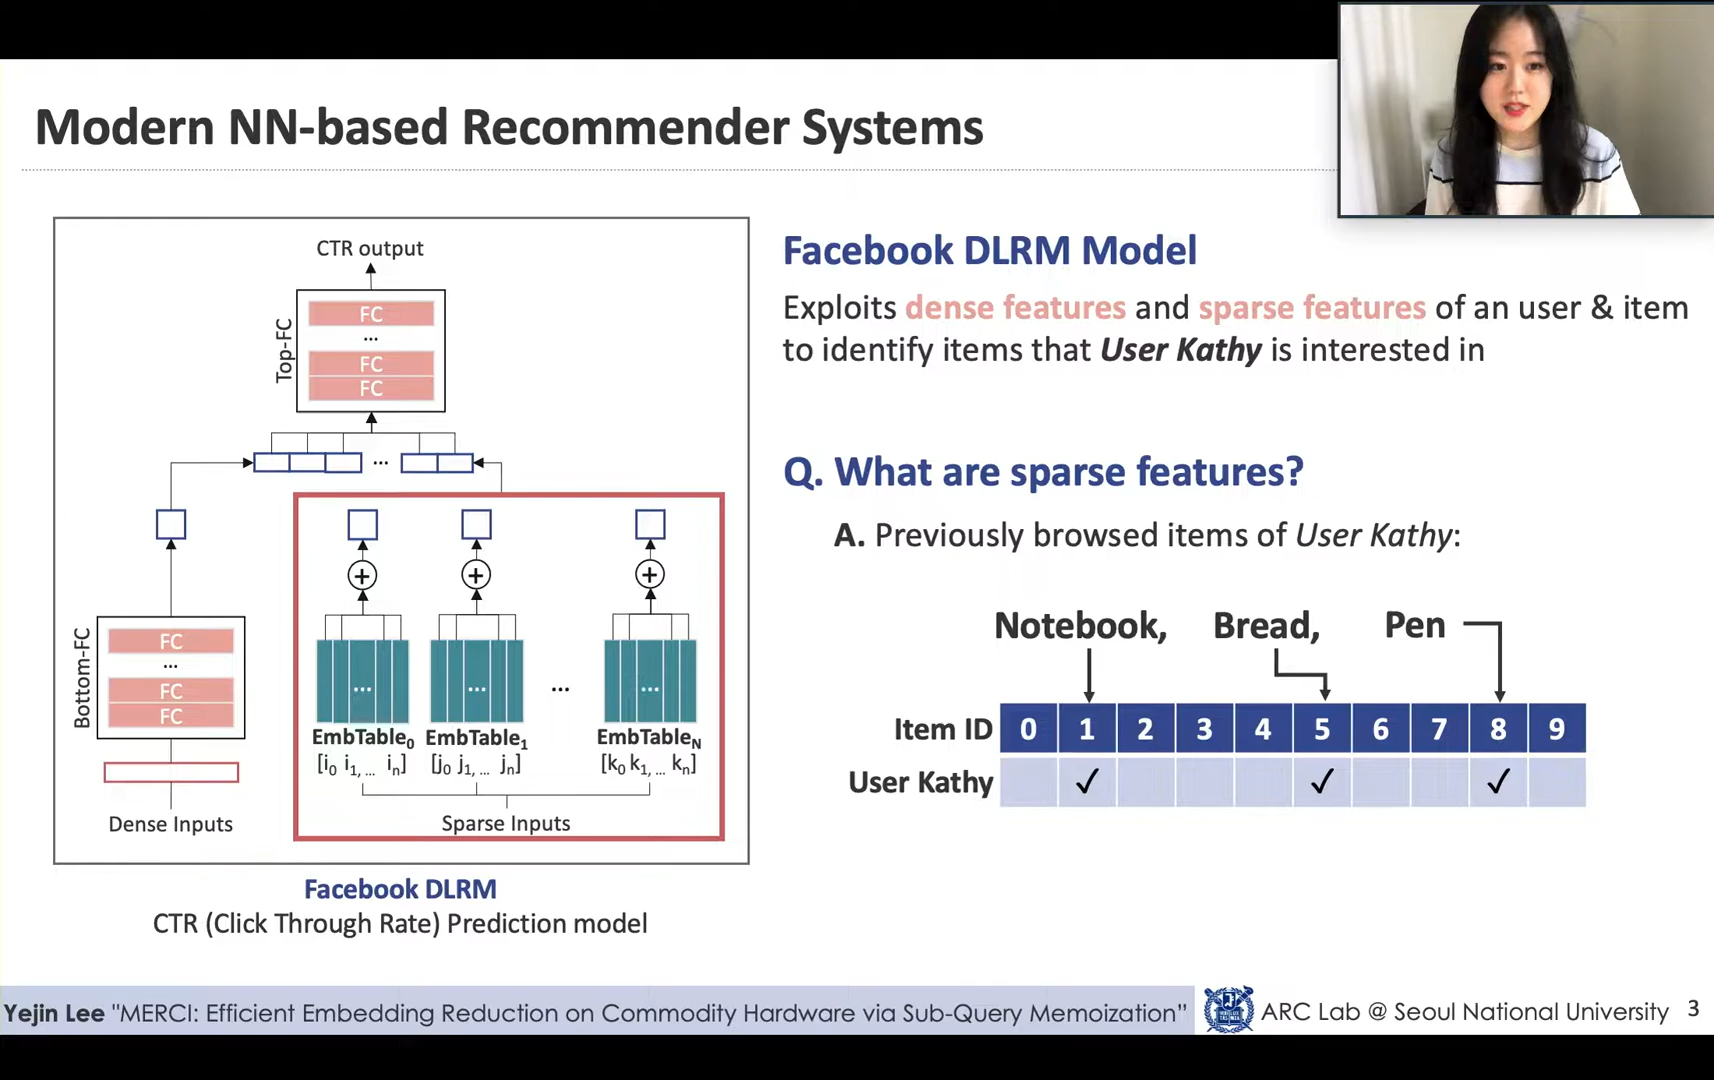 Modern NN-based Recommender Systems
CTR output
Top-FC
FC
...
FC
FC
...
Bottom-FC
FC
...
FC
FC
Dense Inputs
... ... ... ...
EmbTable0 EmbTable1 EmbTableN
[i0 i1, ... in] [j0 j1, ... jn] [k0 k1, ... kn]
Sparse Inputs
Facebook DLRM
CTR (Click Through Rate) Prediction model
Facebook DLRM Model
Exploits dense features and sparse features of an user & item
to identify items that User Kathy is interested in
Q. What are sparse features?
A. Previously browsed items of User Kathy:
Notebook, Bread, Pen
Item ID 0 1 2 3 4 5 6 7 8 9
User Kathy ✓ ✓ ✓
Yejin Lee "MERCI: Efficient Embedding Reduction on Commodity Hardware via Sub-Query Memoization"
ARC Lab @ Seoul National University 3